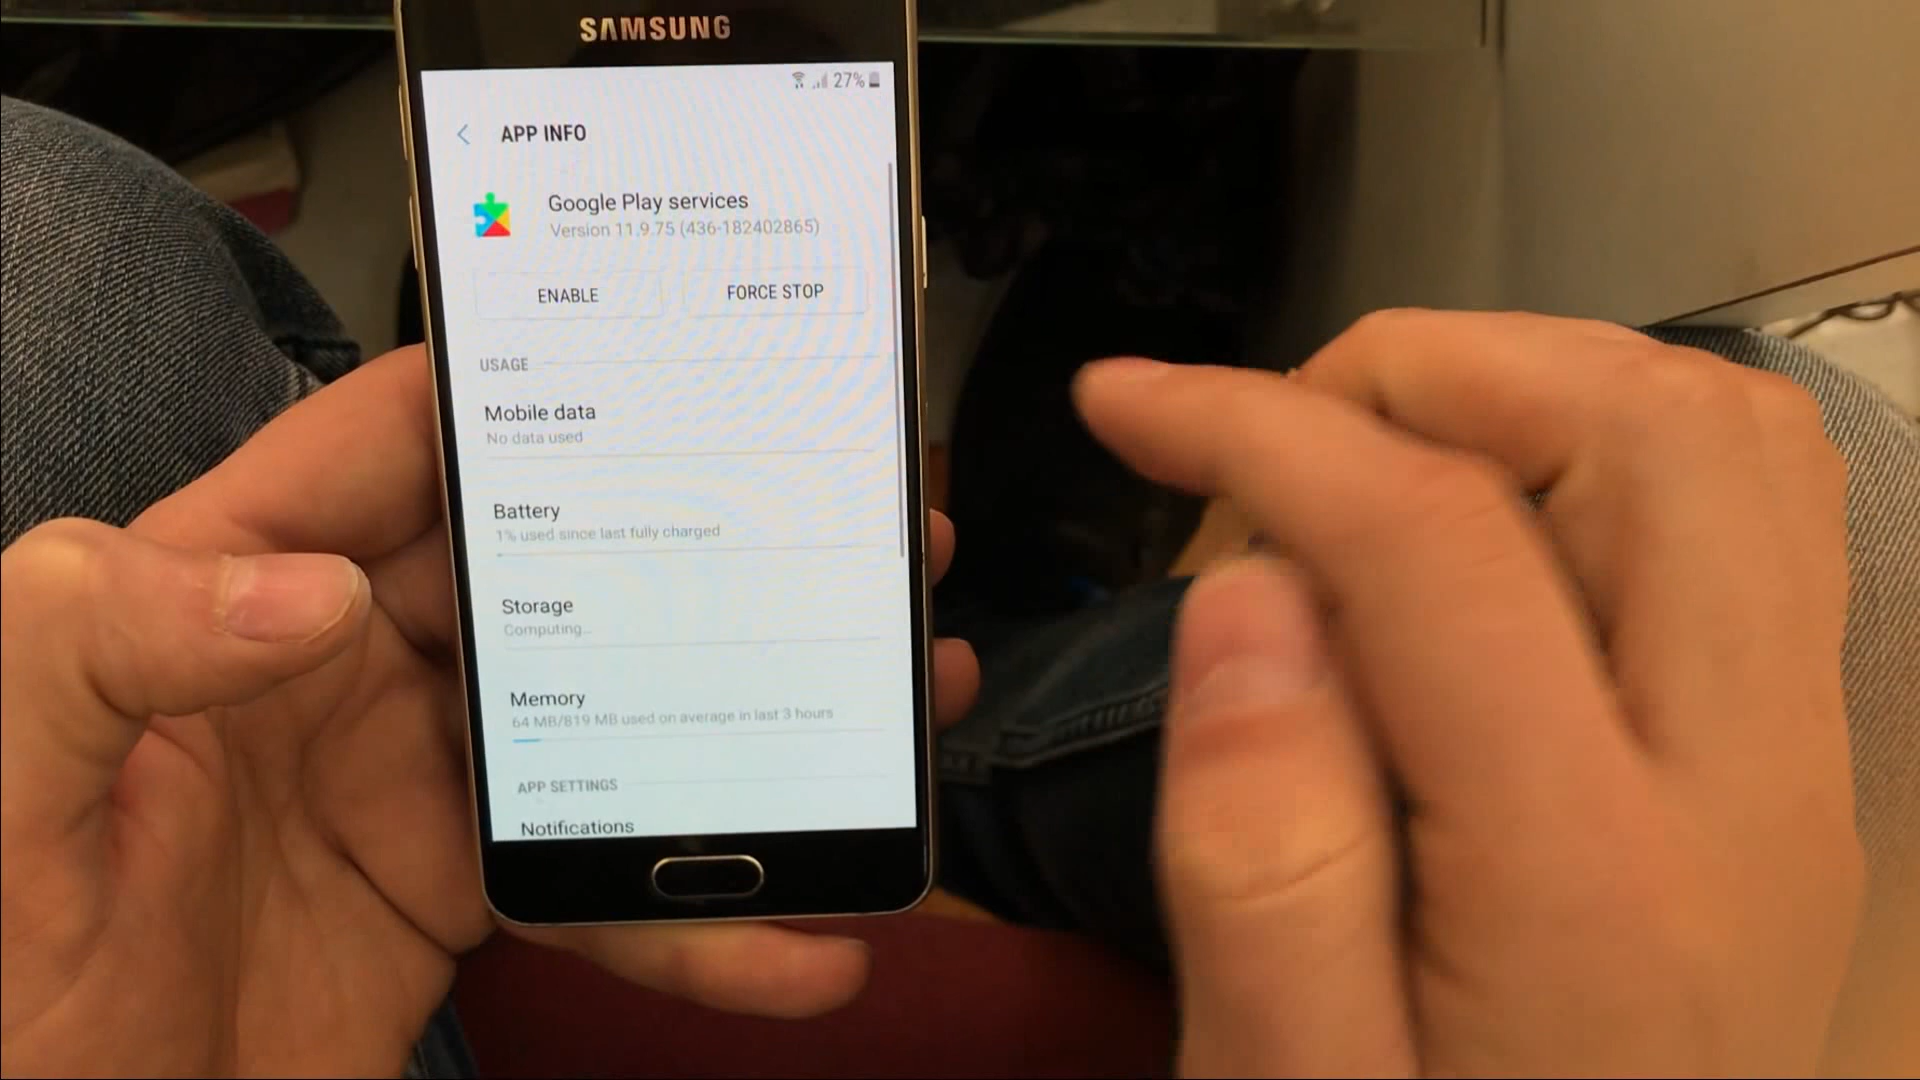 SAMSUNG
27%
APP INFO
Google Play services
Version 11.9.75 (436-182402865)
ENABLE
FORCE STOP
USAGE
Mobile data
No data used
Battery
1% used since last fully charged
Storage
Computing...
Memory
64 MB/819 MB used on average in last 3 hours
APP SETTINGS
Notifications